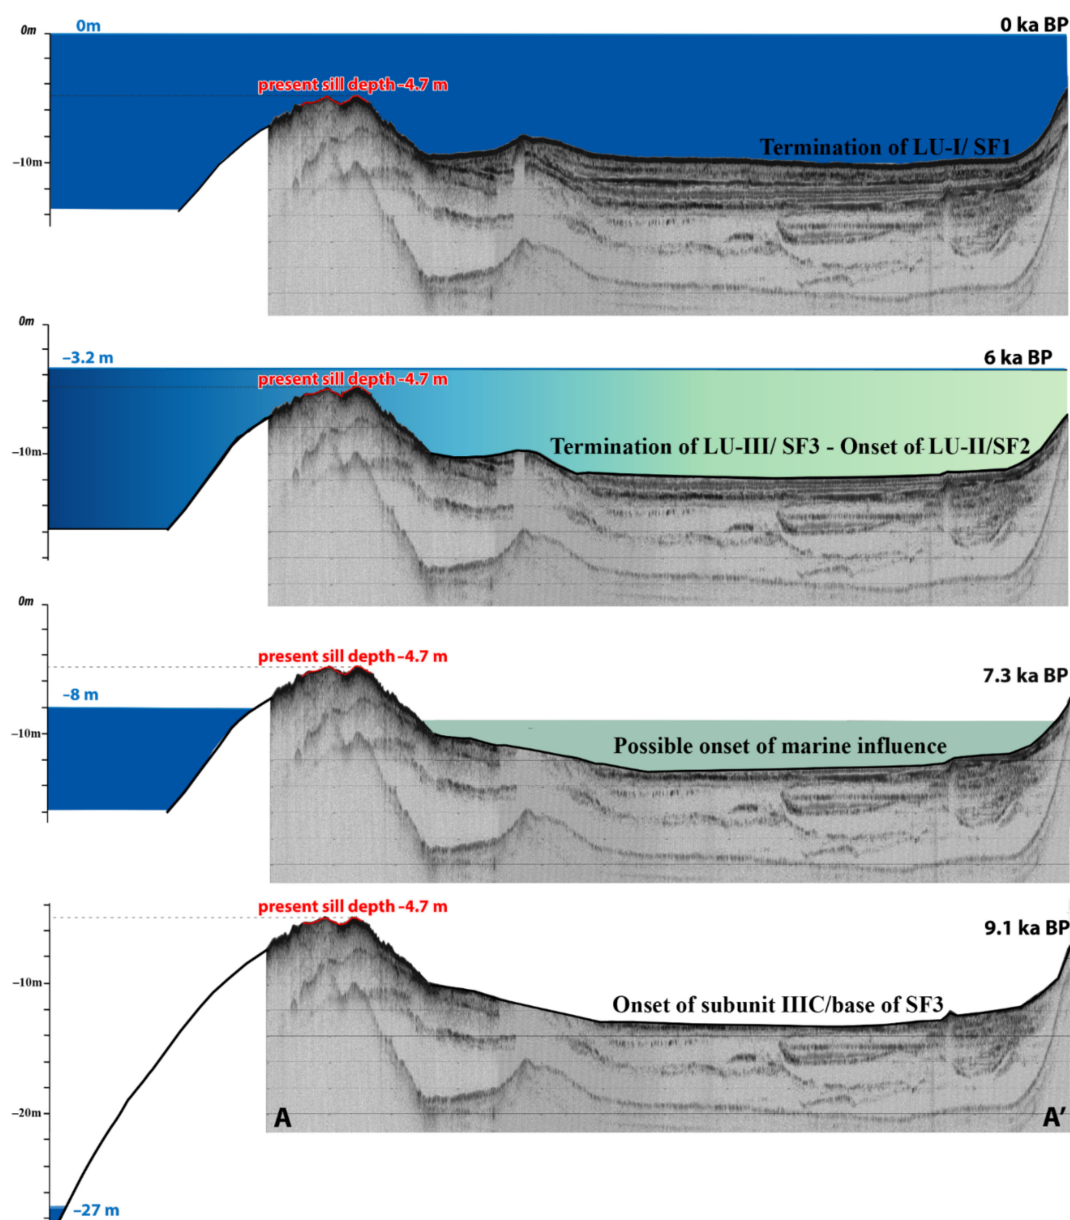 0m
0m
0 ka BP
present sill depth -4.7 m
Termination of LU-I/ SF1
–10m
0m
–3.2 m
6 ka BP
present sill depth -4.7 m
Termination of LU-III/ SF3 - Onset of LU-II/SF2
–10m
0m
present sill depth -4.7 m
7.3 ka BP
–8 m
–10m
Possible onset of marine influence
present sill depth -4.7 m
9.1 ka BP
–10m
Onset of subunit IIIC/base of SF3
–20m
A
A'
–27 m